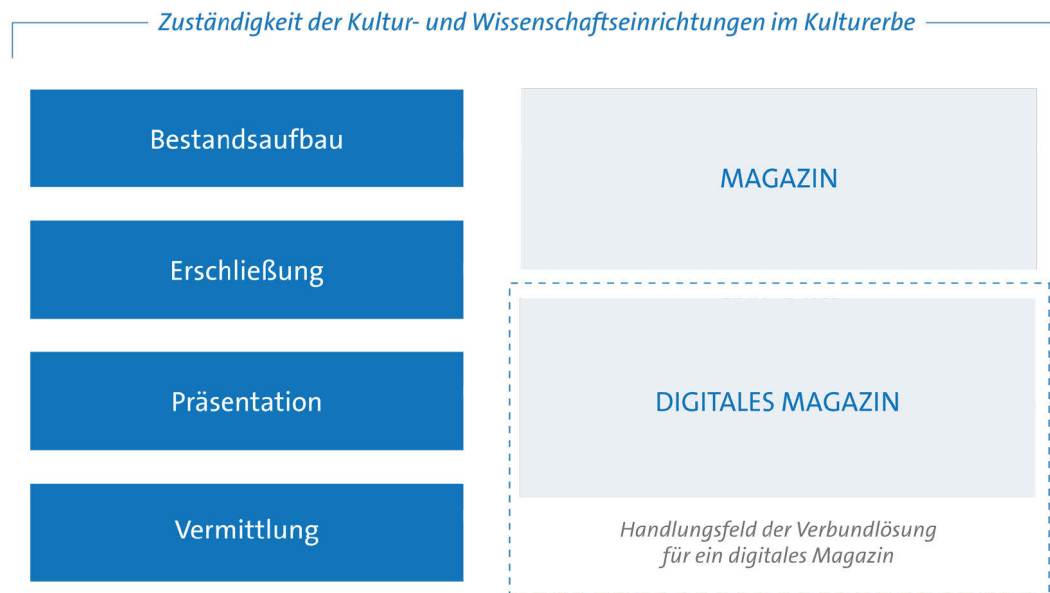 Zuständigkeit der Kultur- und Wissenschaftseinrichtungen im Kulturerbe
Bestandsaufbau
Erschließung
Präsentation
Vermittlung
MAGAZIN
DIGITALES MAGAZIN
Handlungsfeld der Verbundlösung
für ein digitales Magazin